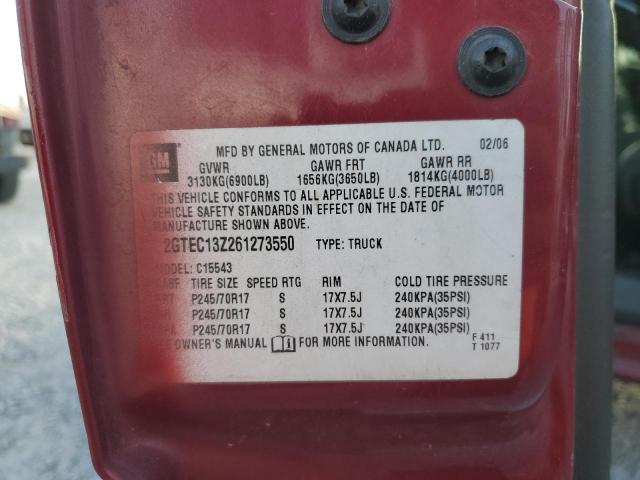 GM
MFD BY GENERAL MOTORS OF CANADA LTD. 02/06
GVWR GAWR FRT GAWR RR
3130KG(6900LB) 1656KG(3650LB) 1814KG(4000LB)
THIS VEHICLE CONFORMS TO ALL APPLICABLE U.S. FEDERAL MOTOR
VEHICLE SAFETY STANDARDS IN EFFECT ON THE DATE OF
MANUFACTURE SHOWN ABOVE.
2GTEC13Z261273550 TYPE: TRUCK
MODEL: C15543
TIRE SIZE SPEED RTG RIM COLD TIRE PRESSURE
P245/70R17 S 17X7.5J 240KPA(35PSI)
P245/70R17 S 17X7.5J 240KPA(35PSI)
P245/70R17 S 17X7.5J 240KPA(35PSI)
OWNER'S MANUAL FOR MORE INFORMATION.
F 411
T 1077